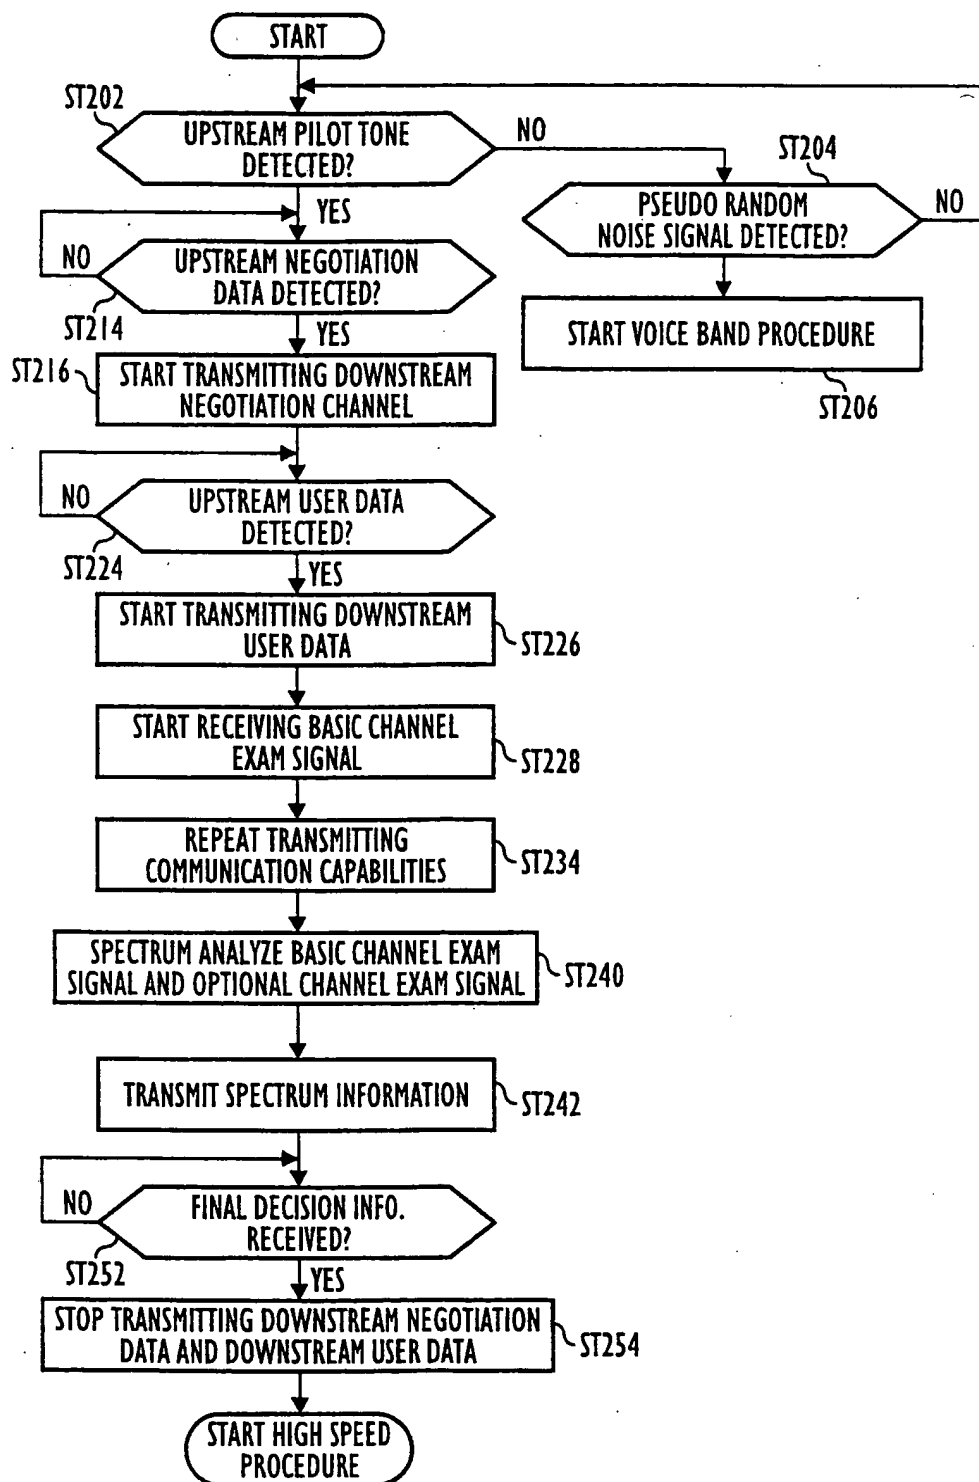 START
ST202
UPSTREAM PILOT TONE
DETECTED?
NO
ST204
PSEUDO RANDOM
NOISE SIGNAL DETECTED?
NO
YES
NO
UPSTREAM NEGOTIATION
DATA DETECTED?
ST214
START VOICE BAND PROCEDURE
ST206
YES
ST216
START TRANSMITTING DOWNSTREAM
NEGOTIATION CHANNEL
NO
UPSTREAM USER DATA
DETECTED?
ST224
YES
START TRANSMITTING DOWNSTREAM
USER DATA
ST226
START RECEIVING BASIC CHANNEL
EXAM SIGNAL
ST228
REPEAT TRANSMITTING
COMMUNICATION CAPABILITIES
ST234
SPECTRUM ANALYZE BASIC CHANNEL EXAM
SIGNAL AND OPTIONAL CHANNEL EXAM SIGNAL
ST240
TRANSMIT SPECTRUM INFORMATION
ST242
NO
FINAL DECISION INFO.
RECEIVED?
ST252
YES
STOP TRANSMITTING DOWNSTREAM NEGOTIATION
DATA AND DOWNSTREAM USER DATA
ST254
START HIGH SPEED
PROCEDURE